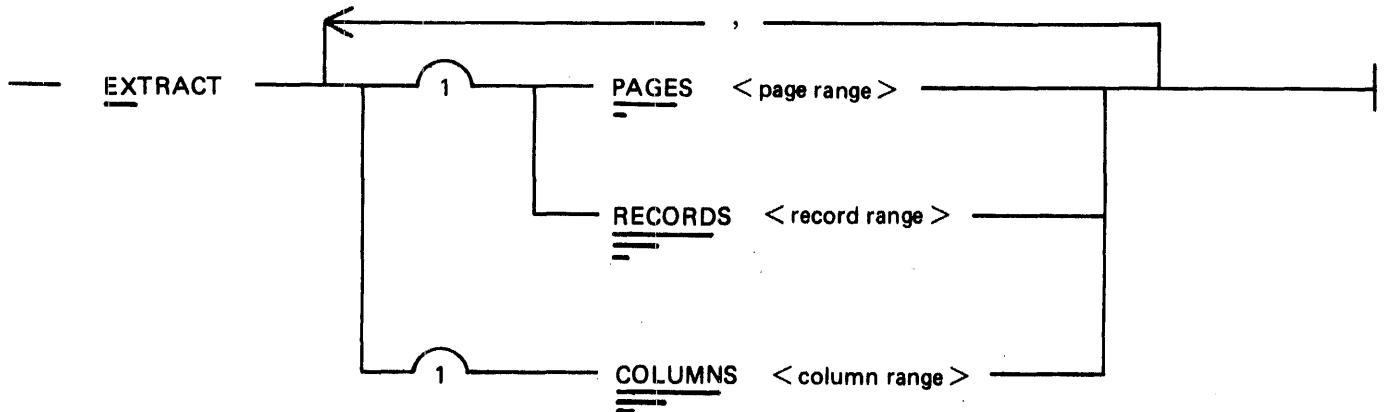 ,
EXTRACT 1 PAGES <page range>
RECORDS <record range>
1 COLUMNS <column range>